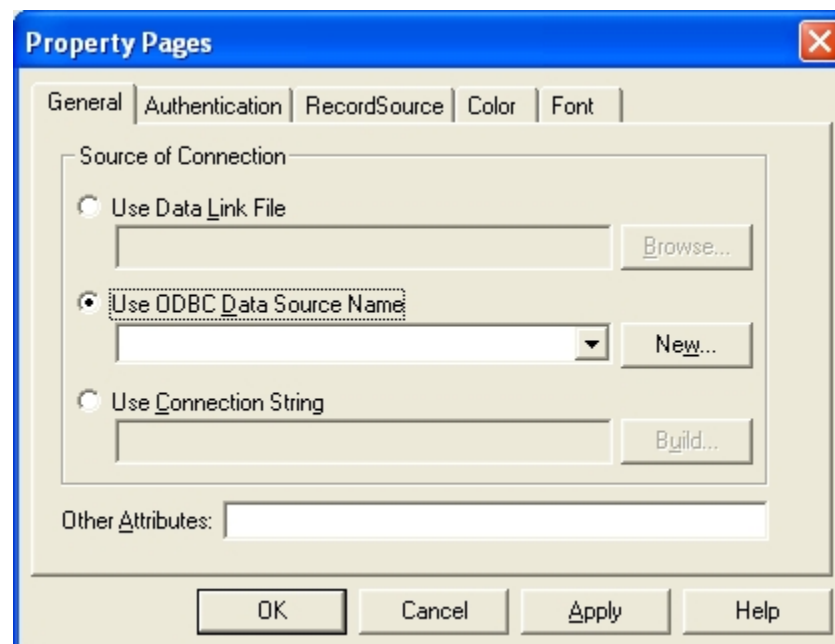 Property Pages
General Authentication RecordSource Color Font
Source of Connection
Use Data Link File
Browse...
Use ODBC Data Source Name
New...
Use Connection String
Build...
Other Attributes:
OK Cancel Apply Help